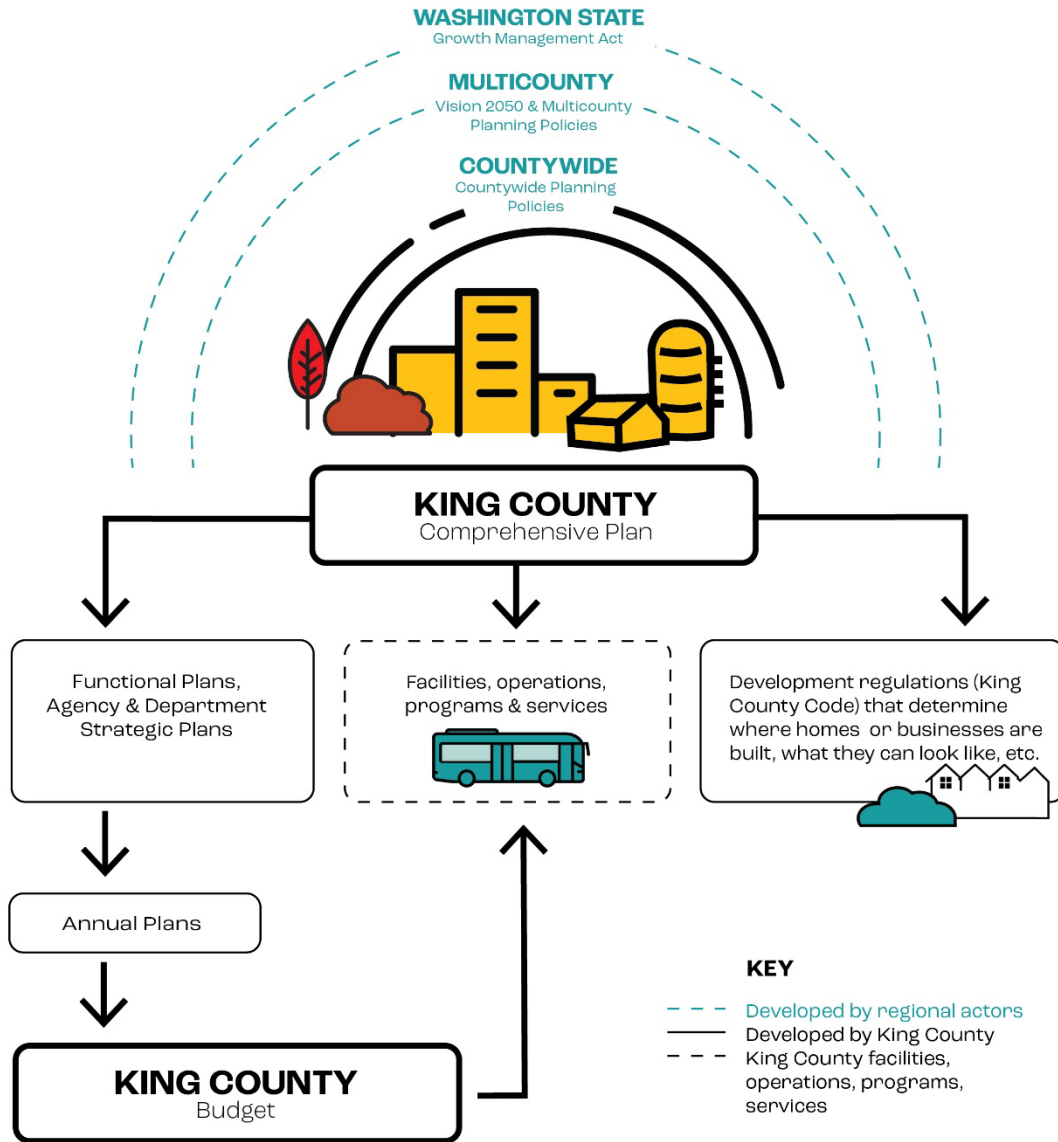 WASHINGTON STATE
Growth Management Act
MULTICOUNTY
Vision 2050 & Multicounty
Planning Policies
COUNTYWIDE
Countywide Planning
Policies
KING COUNTY
Comprehensive Plan
Functional Plans,
Agency & Department
Strategic Plans
Facilities, operations,
programs & services
Development regulations (King
County Code) that determine
where homes or businesses are
built, what they can look like, etc.
Annual Plans
KING COUNTY
Budget
KEY
Developed by regional actors
Developed by King County
King County facilities,
operations, programs,
services